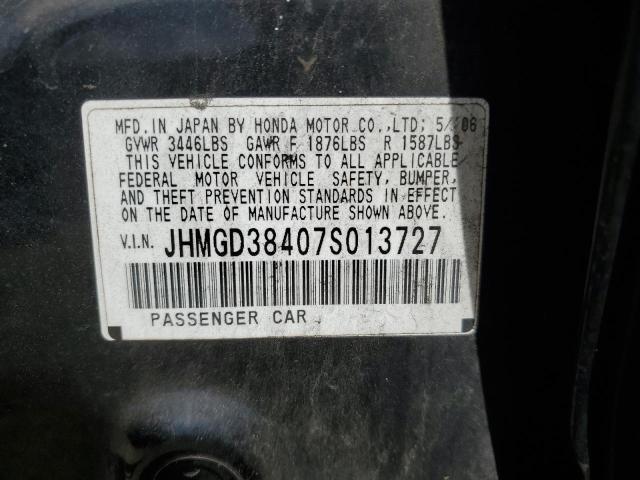 MFD. IN JAPAN BY HONDA MOTOR CO.,LTD; 5/06
GVWR 3446LBS GAWR F 1876LBS R 1587LBS
THIS VEHICLE CONFORMS TO ALL APPLICABLE
FEDERAL MOTOR VEHICLE SAFETY, BUMPER,
AND THEFT PREVENTION STANDARDS IN EFFECT
ON THE DATE OF MANUFACTURE SHOWN ABOVE.
V.I.N. JHMGD38407S013727
PASSENGER CAR